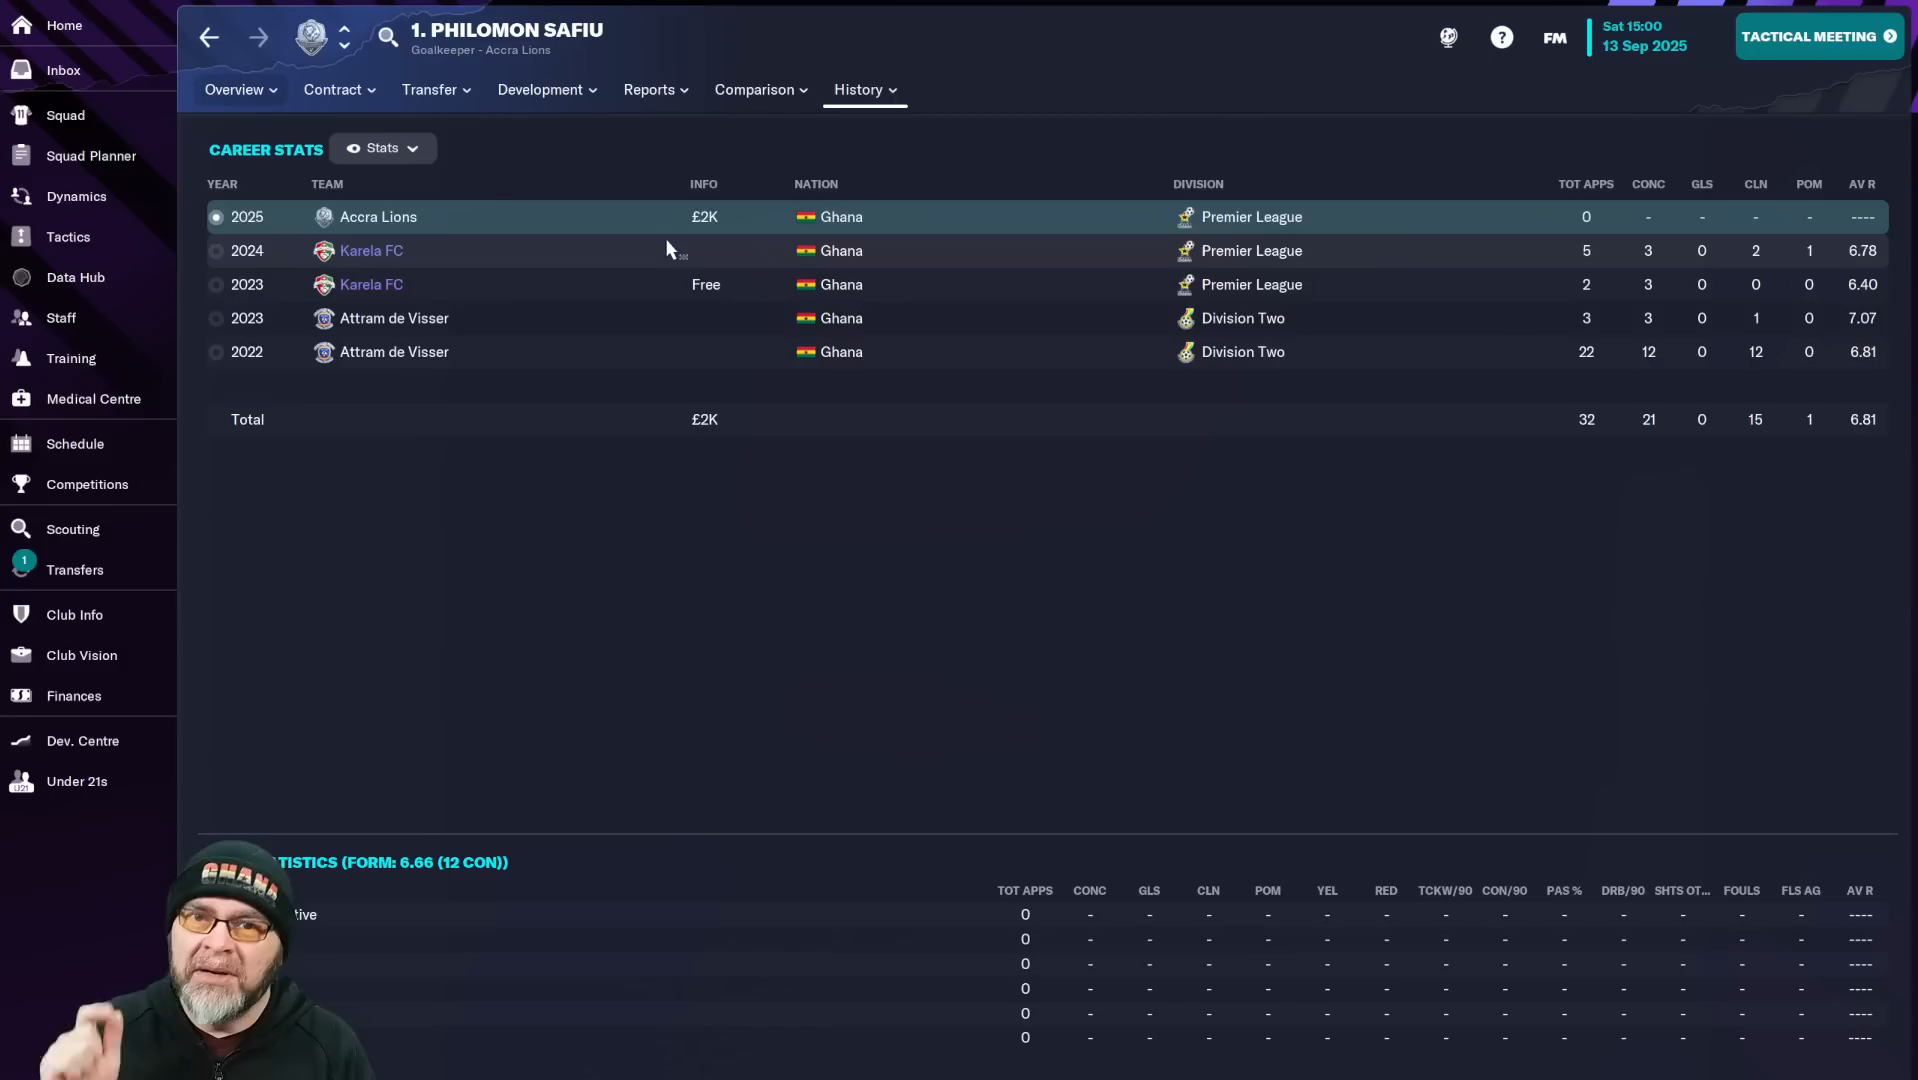 Home
Inbox
Squad
Squad Planner
Dynamics
Tactics
Data Hub
Staff
Training
Medical Centre
Schedule
Competitions
Scouting
1
Transfers
Club Info
Club Vision
Finances
Dev. Centre
U21
Under 21s
1. PHILOMON SAFIU
Goalkeeper - Accra Lions
? FM Sat 15:00
13 Sep 2025
TACTICAL MEETING
Overview Contract Transfer Development Reports Comparison History
CAREER STATS Stats
YEAR TEAM INFO NATION DIVISION TOT APPS CONC GLS CLN POM AV R
2025 Accra Lions £2K Ghana Premier League 0 - - - - ----
2024 Karela FC Ghana Premier League 5 3 0 2 1 6.78
2023 Karela FC Free Ghana Premier League 2 3 0 0 0 6.40
2023 Attram de Visser Ghana Division Two 3 3 0 1 0 7.07
2022 Attram de Visser Ghana Division Two 22 12 0 12 0 6.81
Total £2K 32 21 0 15 1 6.81
TISTICS (FORM: 6.66 (12 CON))
TOT APPS CONC GLS CLN POM YEL RED TCKW/90 CON/90 PAS % DRB/90 SHTS OT... FOULS FLS AG AV R
tive 0 - - - - - - - - - - - - - ----
0 - - - - - - - - - - - - - ----
0 - - - - - - - - - - - - - ----
0 - - - - - - - - - - - - - ----
0 - - - - - - - - - - - - - ----
0 - - - - - - - - - - - - - ----
GHANA